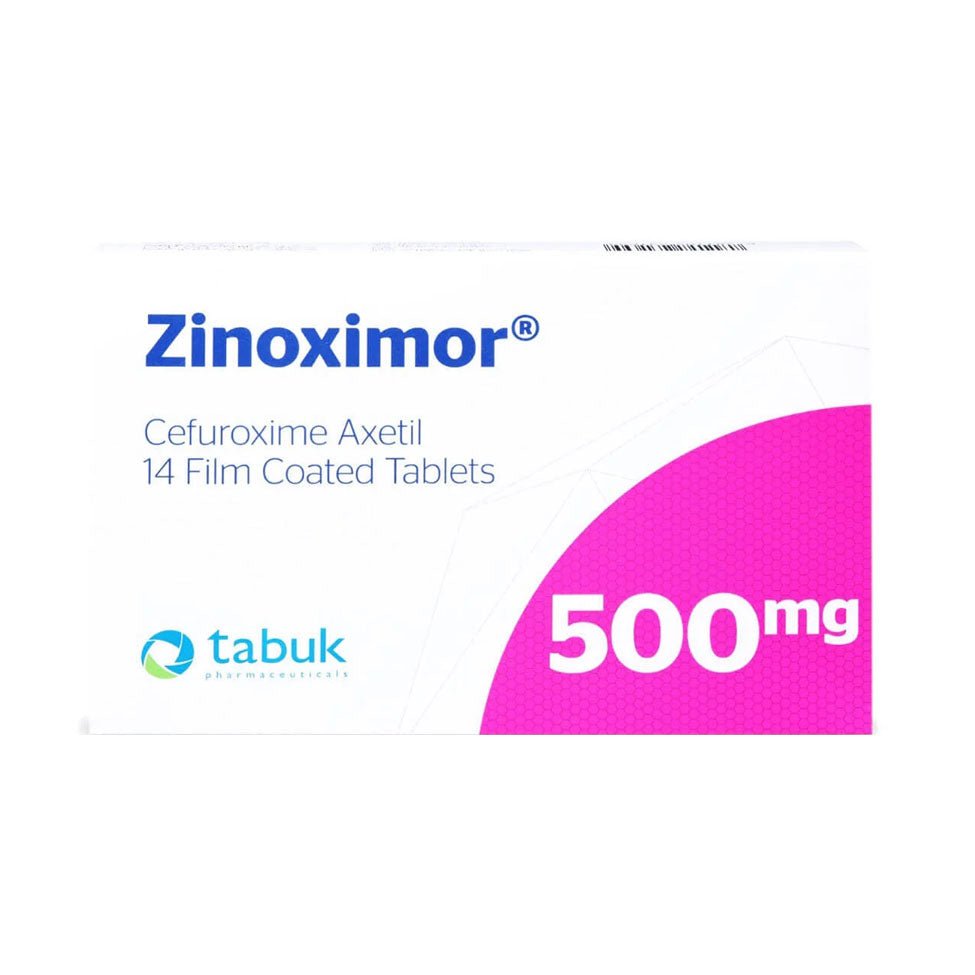 Zinoximor®
Cefuroxime Axetil
14 Film Coated Tablets
500mg
tabuk
pharmaceuticals